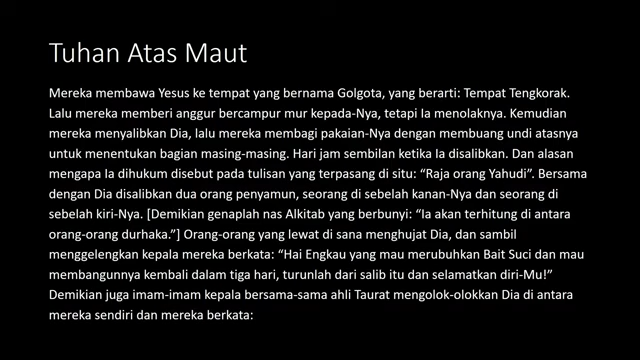 Tuhan Atas Maut
Mereka membawa Yesus ke tempat yang bernama Golgota, yang berarti: Tempat Tengkorak.
Lalu mereka memberi anggur bercampur mur kepada-Nya, tetapi Ia menolaknya. Kemudian
mereka menyalibkan Dia, lalu mereka membagi pakaian-Nya dengan membuang undi atasnya
untuk menentukan bagian masing-masing. Hari jam sembilan ketika Ia disalibkan. Dan alasan
mengapa Ia dihukum disebut pada tulisan yang terpasang di situ: “Raja orang Yahudi”. Bersama
dengan Dia disalibkan dua orang penyamun, seorang di sebelah kanan-Nya dan seorang di
sebelah kiri-Nya. [Demikian genaplah nas Alkitab yang berbunyi: “Ia akan terhitung di antara
orang-orang durhaka.”] Orang-orang yang lewat di sana menghujat Dia, dan sambil
menggelengkan kepala mereka berkata: “Hai Engkau yang mau merubuhkan Bait Suci dan mau
membangunnya kembali dalam tiga hari, turunlah dari salib itu dan selamatkan diri-Mu!”
Demikian juga imam-imam kepala bersama-sama ahli Taurat mengolok-olokkan Dia di antara
mereka sendiri dan mereka berkata: